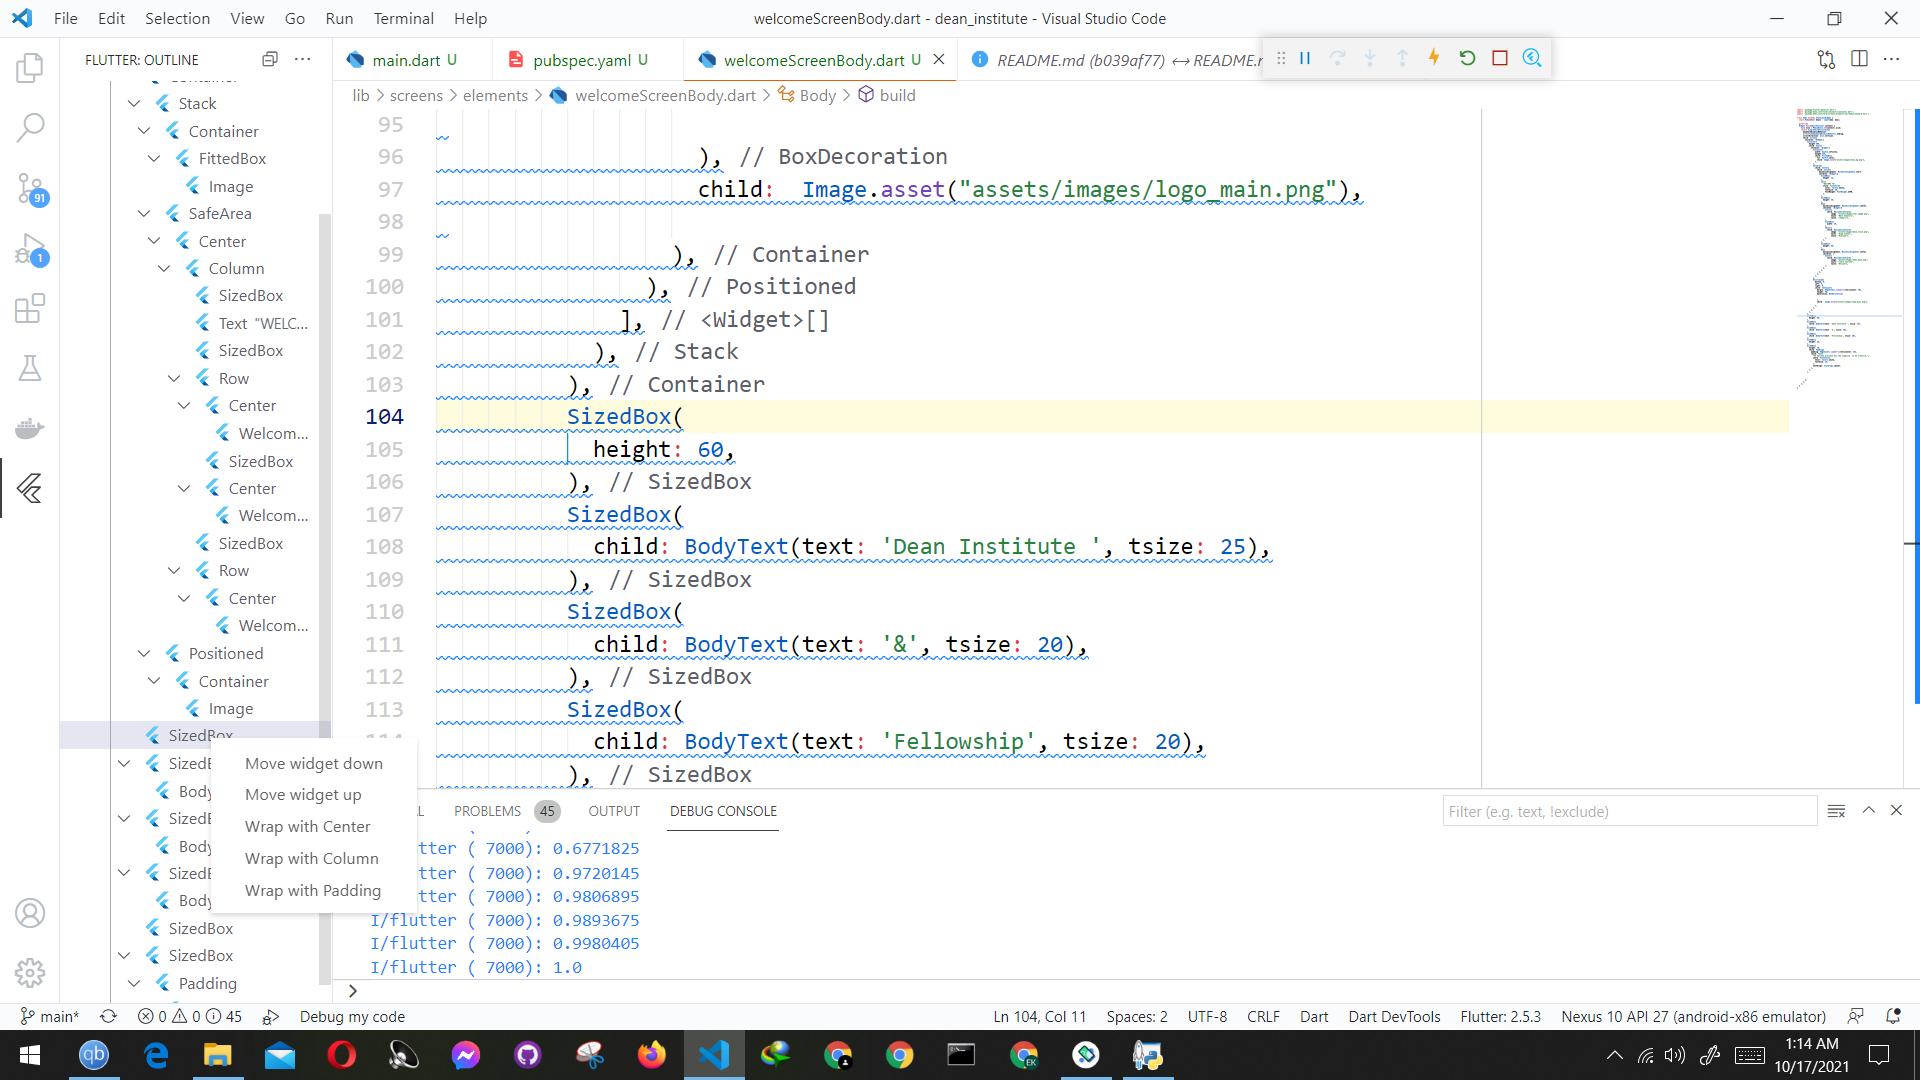 File Edit Selection View Go Run Terminal Help
welcomeScreenBody.dart - dean_institute - Visual Studio Code
FLUTTER: OUTLINE
main.dart U
pubspec.yaml U
welcomeScreenBody.dart U
README.md (b039af77) ↔ README.r
lib > screens > elements > welcomeScreenBody.dart > Body > build
Container
Stack
Container
FittedBox
Image
SafeArea
Center
Column
SizedBox
Text "WELC...
SizedBox
Row
Center
Welcom...
SizedBox
Center
Welcom...
SizedBox
Row
Center
Welcom...
Positioned
Container
Image
SizedBox
SizedB
Body
SizedB
Body
SizedB
Body
SizedBox
SizedBox
Padding
91
1
Move widget down
Move widget up
Wrap with Center
Wrap with Column
Wrap with Padding
95
96 ), // BoxDecoration
97 child: Image.asset("assets/images/logo_main.png"),
98
99 ), // Container
100 ), // Positioned
101 ], // <Widget>[]
102 ), // Stack
103 ), // Container
104 SizedBox(
105 height: 60,
106 ), // SizedBox
107 SizedBox(
108 child: BodyText(text: 'Dean Institute ', tsize: 25),
109 ), // SizedBox
110 SizedBox(
111 child: BodyText(text: '&', tsize: 20),
112 ), // SizedBox
113 SizedBox(
114 child: BodyText(text: 'Fellowship', tsize: 20),
), // SizedBox
L PROBLEMS 45 OUTPUT DEBUG CONSOLE
Filter (e.g. text, !exclude)
tter ( 7000): 0.6771825
tter ( 7000): 0.9720145
tter ( 7000): 0.9806895
I/flutter ( 7000): 0.9893675
I/flutter ( 7000): 0.9980405
I/flutter ( 7000): 1.0
>
main* 0 0 45 Debug my code
Ln 104, Col 11 Spaces: 2 UTF-8 CRLF Dart Dart DevTools Flutter: 2.5.3 Nexus 10 API 27 (android-x86 emulator)
qb
EK
1:14 AM
10/17/2021